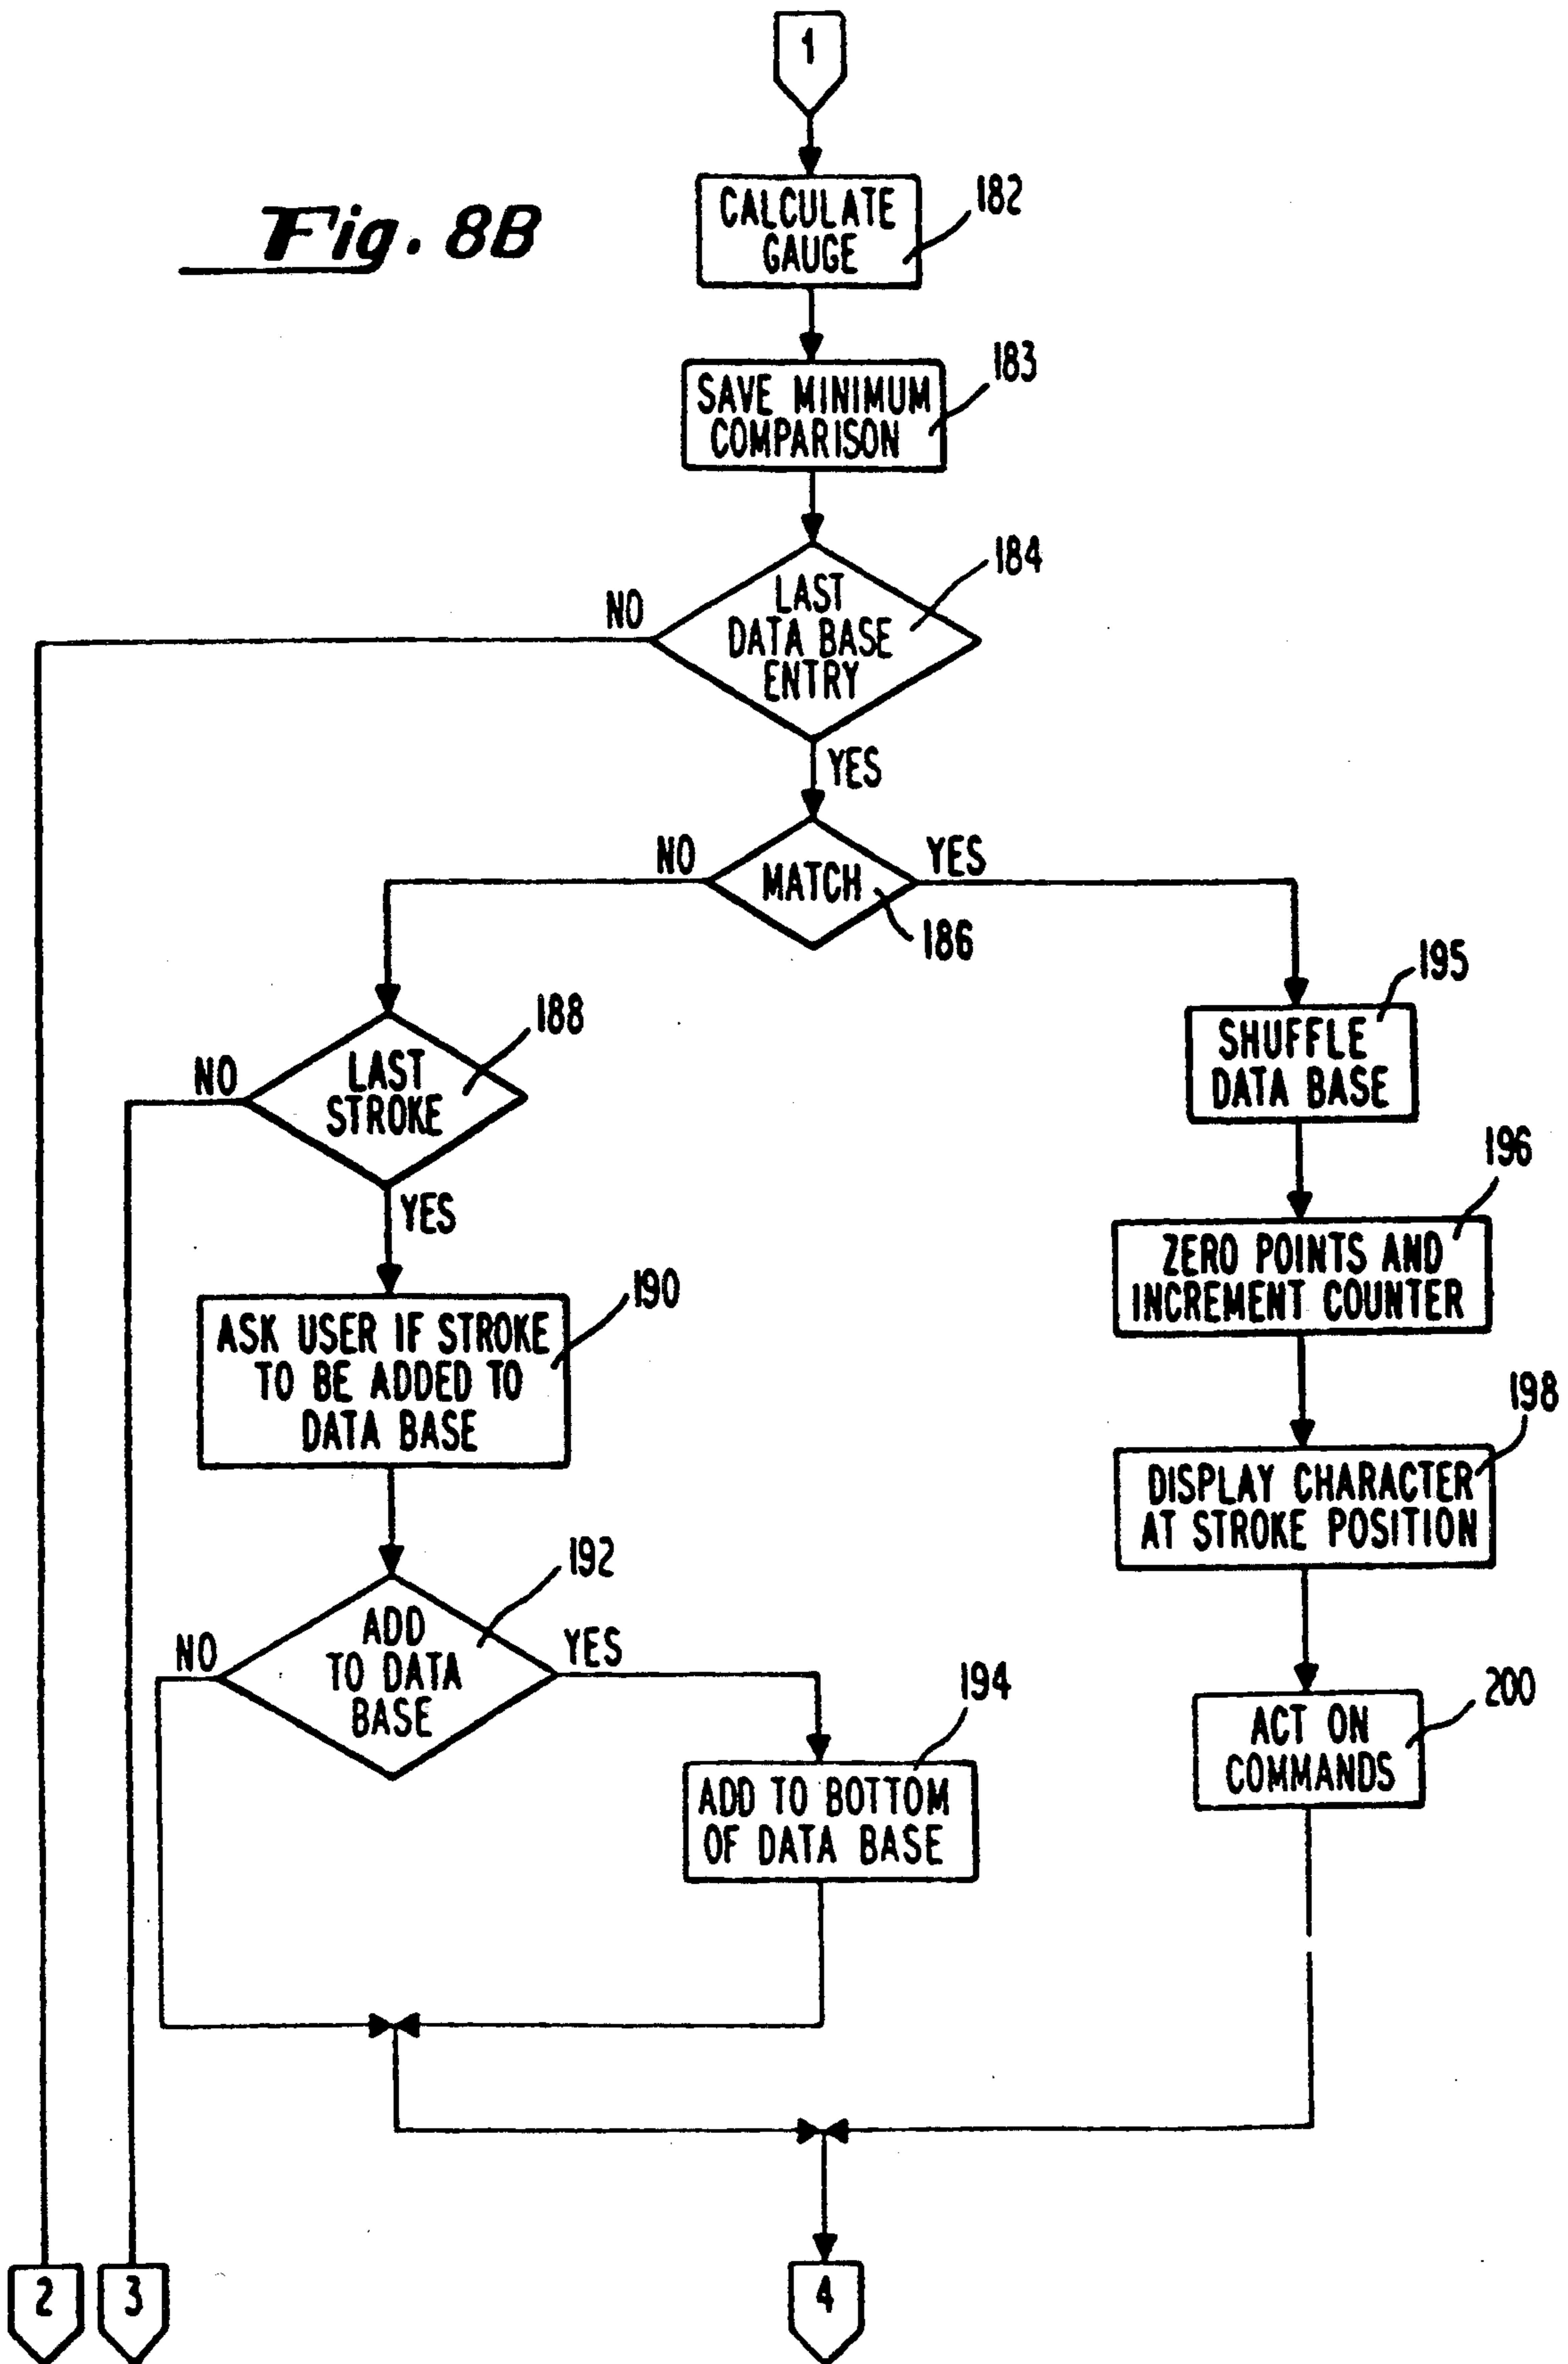 1
Fig. 8B
CALCULATE
GAUGE
182
SAVE MINIMUM
COMPARISON
183
LAST
DATA BASE
ENTRY
184
NO
YES
MATCH
186
NO
YES
LAST
STROKE
188
NO
YES
SHUFFLE
DATA BASE
195
ZERO POINTS AND
INCREMENT COUNTER
196
ASK USER IF STROKE
TO BE ADDED TO
DATA BASE
190
DISPLAY CHARACTER
AT STROKE POSITION
198
ADD
TO DATA
BASE
192
NO
YES
ADD TO BOTTOM
OF DATA BASE
194
ACT ON
COMMANDS
200
2
3
4